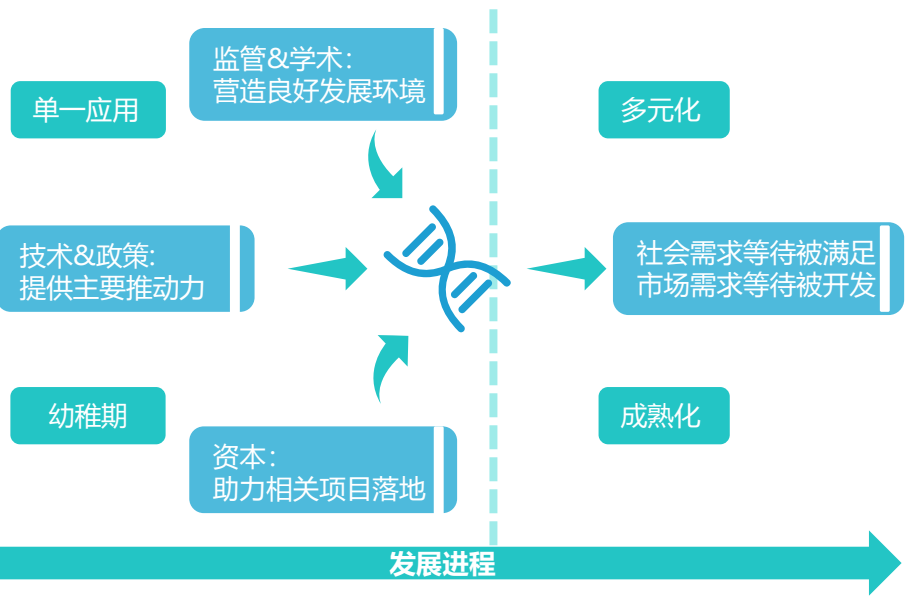 监管&学术：
营造良好发展环境
单一应用
多元化
技术&政策:
提供主要推动力
社会需求等待被满足
市场需求等待被开发
幼稚期
成熟化
资本：
助力相关项目落地
发展进程